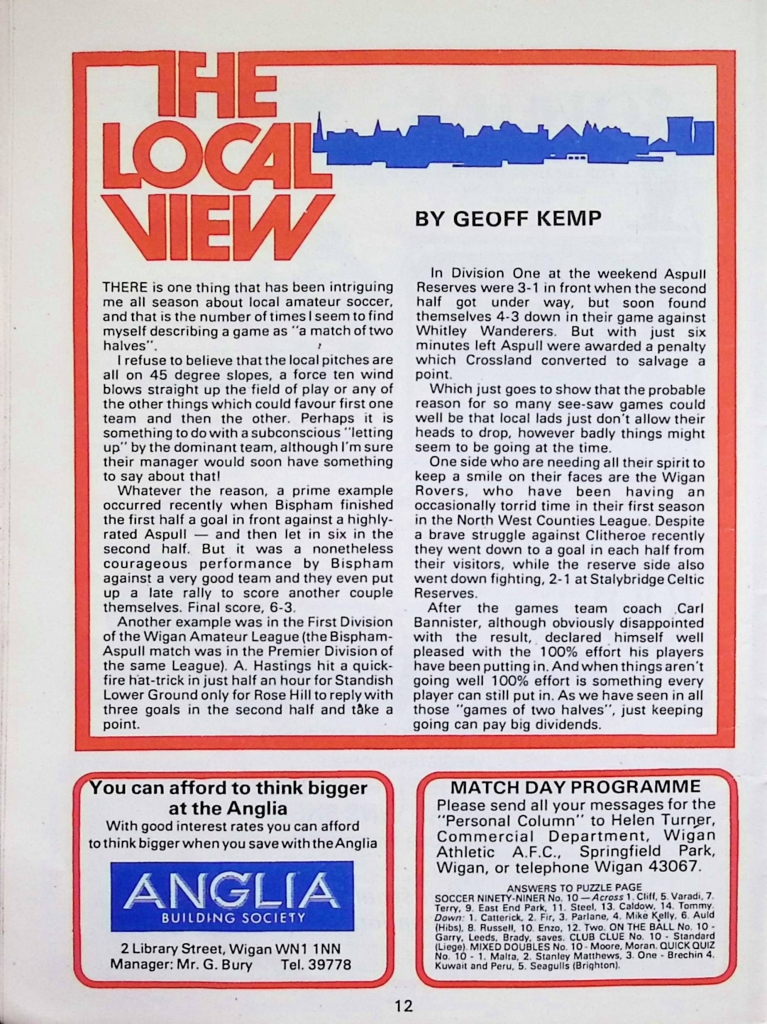 THE
LOCAL
VIEW
BY GEOFF KEMP
THERE is one thing that has been intriguing
me all season about local amateur soccer,
and that is the number of times I seem to find
myself describing a game as "a match of two
halves".
I refuse to believe that the local pitches are
all on 45 degree slopes, a force ten wind
blows straight up the field of play or any of
the other things which could favour first one
team and then the other. Perhaps it is
something to do with a subconscious "letting
up" by the dominant team, although I'm sure
their manager would soon have something
to say about that!
Whatever the reason, a prime example
occurred recently when Bispham finished
the first half a goal in front against a highly-
rated Aspull — and then let in six in the
second half. But it was a nonetheless
courageous performance by Bispham
against a very good team and they even put
up a late rally to score another couple
themselves. Final score, 6-3.
Another example was in the First Division
of the Wigan Amateur League (the Bispham-
Aspull match was in the Premier Division of
the same League). A. Hastings hit a quick-
fire hat-trick in just half an hour for Standish
Lower Ground only for Rose Hill to reply with
three goals in the second half and take a
point.
In Division One at the weekend Aspull
Reserves were 3-1 in front when the second
half got under way, but soon found
themselves 4-3 down in their game against
Whitley Wanderers. But with just six
minutes left Aspull were awarded a penalty
which Crossland converted to salvage a
point.
Which just goes to show that the probable
reason for so many see-saw games could
well be that local lads just don't allow their
heads to drop, however badly things might
seem to be going at the time.
One side who are needing all their spirit to
keep a smile on their faces are the Wigan
Rovers, who have been having an
occasionally torrid time in their first season
in the North West Counties League. Despite
a brave struggle against Clitheroe recently
they went down to a goal in each half from
their visitors, while the reserve side also
went down fighting, 2-1 at Stalybridge Celtic
Reserves.
After the games team coach Carl
Bannister, although obviously disappointed
with the result, declared himself well
pleased with the 100% effort his players
have been putting in. And when things aren't
going well 100% effort is something every
player can still put in. As we have seen in all
those "games of two halves", just keeping
going can pay big dividends.
You can afford to think bigger
at the Anglia
With good interest rates you can afford
to think bigger when you save with the Anglia
ANGLIA
BUILDING SOCIETY
2 Library Street, Wigan WN1 1NN
Manager: Mr. G. Bury Tel. 39778
MATCH DAY PROGRAMME
Please send all your messages for the
"Personal Column" to Helen Turner,
Commercial Department, Wigan
Athletic A.F.C., Springfield Park,
Wigan, or telephone Wigan 43067.
ANSWERS TO PUZZLE PAGE
SOCCER NINETY-NINER No. 10 — Across 1. Cliff, 5. Varadi, 7.
Terry, 9. East End Park, 11. Steel, 13. Caldow, 14. Tommy.
Down: 1. Catterick, 2. Fir, 3. Parlane, 4. Mike Kelly, 6. Auld
(Hibs), 8. Russell, 10. Enzo, 12. Two. ON THE BALL No. 10 -
Garry, Leeds, Brady, saves. CLUB CLUE No. 10 - Standard
(Liege). MIXED DOUBLES No. 10 - Moore, Moran. QUICK QUIZ
No. 10 - 1. Malta, 2. Stanley Matthews, 3. One - Brechin 4.
Kuwait and Peru, 5. Seagulls (Brighton).
12